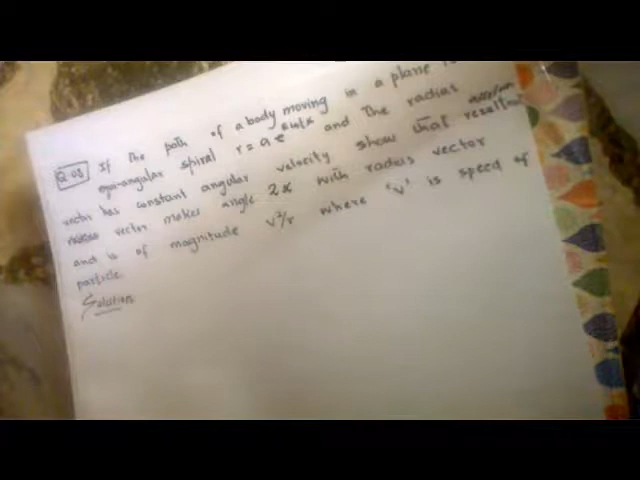 Q.08 If The path of a body moving in a plane is
equi-angular spiral r = a e and The radius
vector has constant angular velocity show that resultant
vector makes angle 2α with radius vector
and is of magnitude v²/r where 'v' is speed of
particle.
Solution